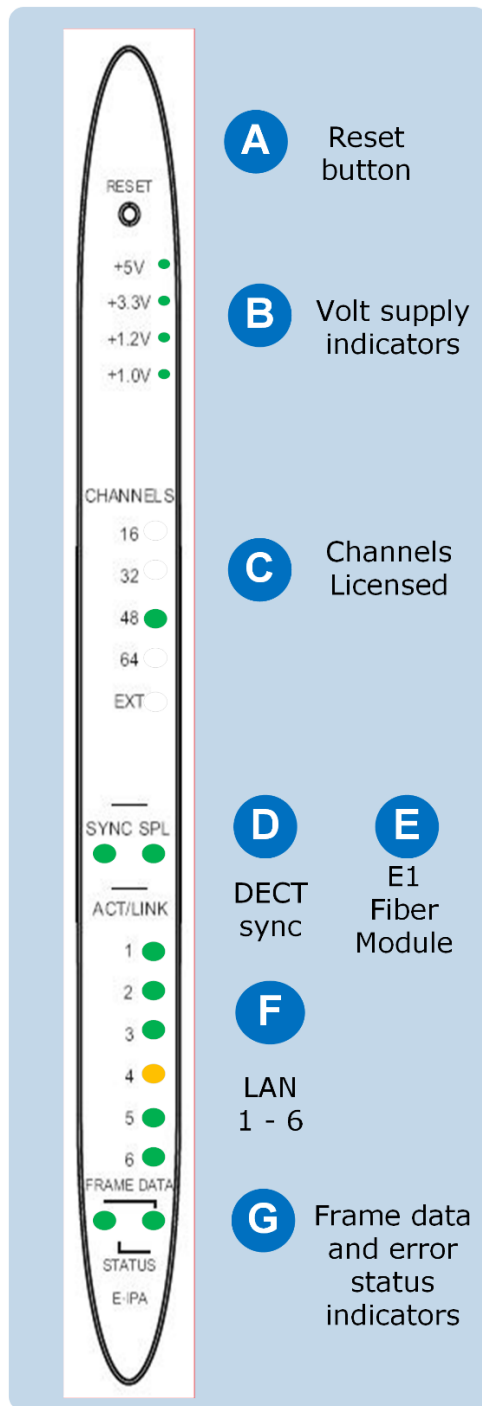 A
Reset
button
RESET
+5V
+3.3V
B
Volt supply
indicators
+1.2V
+1.0V
CHANNELS
16
32
48
64
EXT
C
Channels
Licensed
SYNC SPL
D
DECT
sync
E
E1
Fiber
Module
ACT/LINK
1
2
3
4
5
6
F
LAN
1 - 6
FRAME DATA
STATUS
E-IPA
G
Frame data
and error
status
indicators